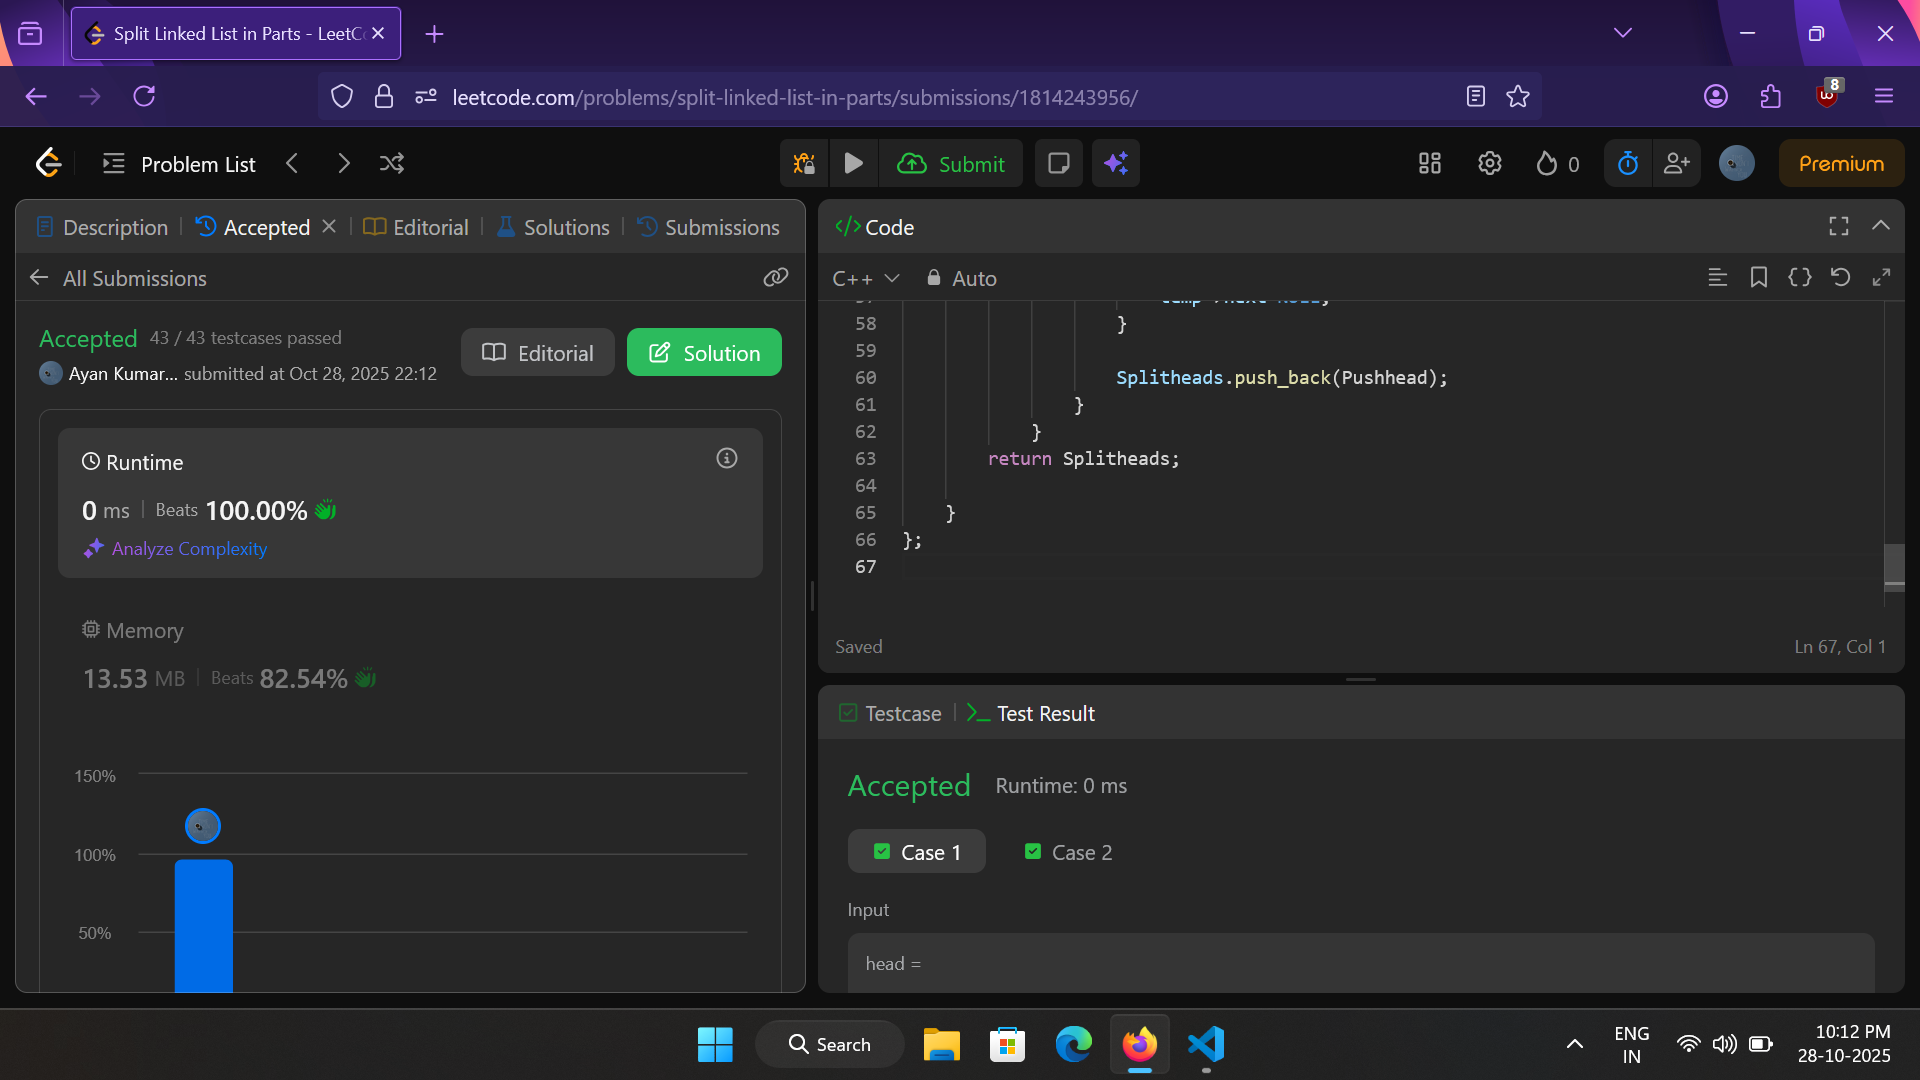 Split Linked List in Parts - LeetC
leetcode.com/problems/split-linked-list-in-parts/submissions/1814243956/
8
Problem List
Submit
0
Premium
Description
Accepted
Editorial
Solutions
Submissions
All Submissions
Accepted 43 / 43 testcases passed
Ayan Kumar... submitted at Oct 28, 2025 22:12
Editorial
Solution
Runtime
0 ms Beats 100.00%
Analyze Complexity
Memory
13.53 MB Beats 82.54%
150%
100%
50%
</> Code
C++ Auto
58 }
59
60 Splitheads.push_back(Pushhead);
61 }
62 }
63 return Splitheads;
64
65 }
66 };
67
Saved
Ln 67, Col 1
Testcase
Test Result
Accepted Runtime: 0 ms
Case 1
Case 2
Input
head =
Search
ENG
IN
10:12 PM
28-10-2025